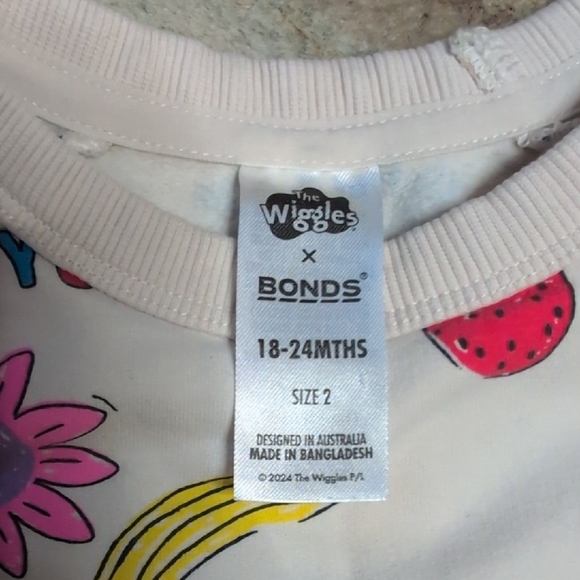 The
Wiggles
×
BONDS®
18-24MTHS
SIZE 2
DESIGNED IN AUSTRALIA
MADE IN BANGLADESH
© 2024 The Wiggles P/L